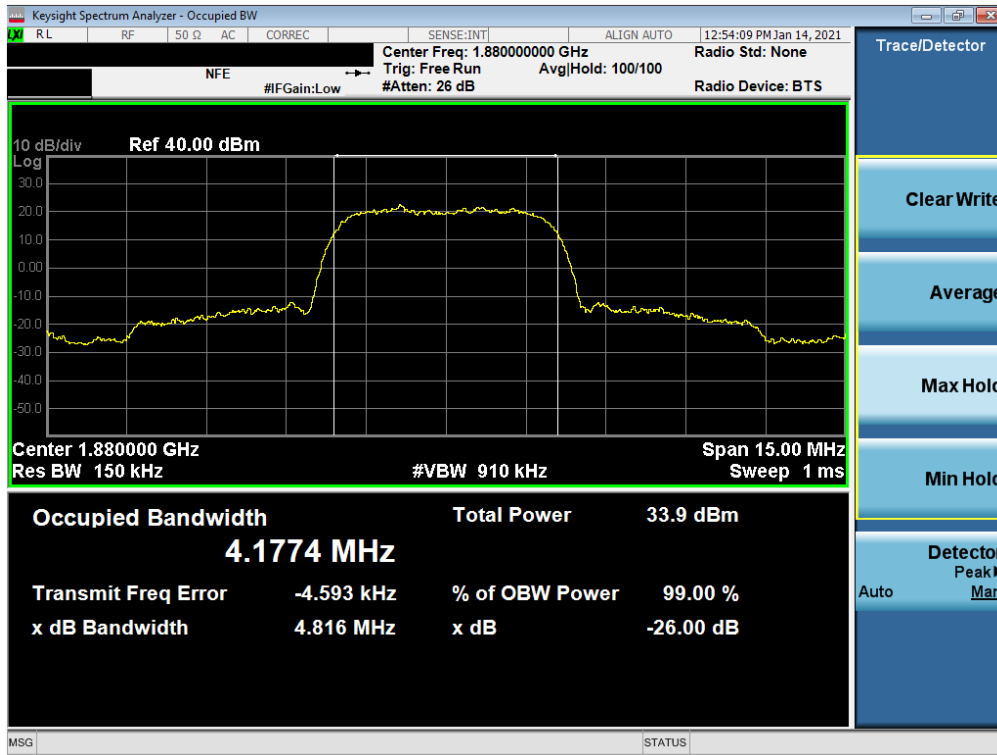 Keysight Spectrum Analyzer - Occupied BW
LXI RL RF 50 Ω AC CORREC SENSE:INT ALIGN AUTO 12:54:09 PM Jan 14, 2021
Center Freq: 1.880000000 GHz Radio Std: None
NFE Trig: Free Run Avg|Hold: 100/100
#IFGain:Low #Atten: 26 dB Radio Device: BTS
Trace/Detector
10 dB/div Ref 40.00 dBm
Log
30.0
20.0
10.0
0.00
-10.0
-20.0
-30.0
-40.0
-50.0
Center 1.880000 GHz Span 15.00 MHz
Res BW 150 kHz #VBW 910 kHz Sweep 1 ms
Occupied Bandwidth Total Power 33.9 dBm
4.1774 MHz
Transmit Freq Error -4.593 kHz % of OBW Power 99.00 %
x dB Bandwidth 4.816 MHz x dB -26.00 dB
Clear Write
Average
Max Hold
Min Hold
Detector
Peak
Auto Man
MSG STATUS